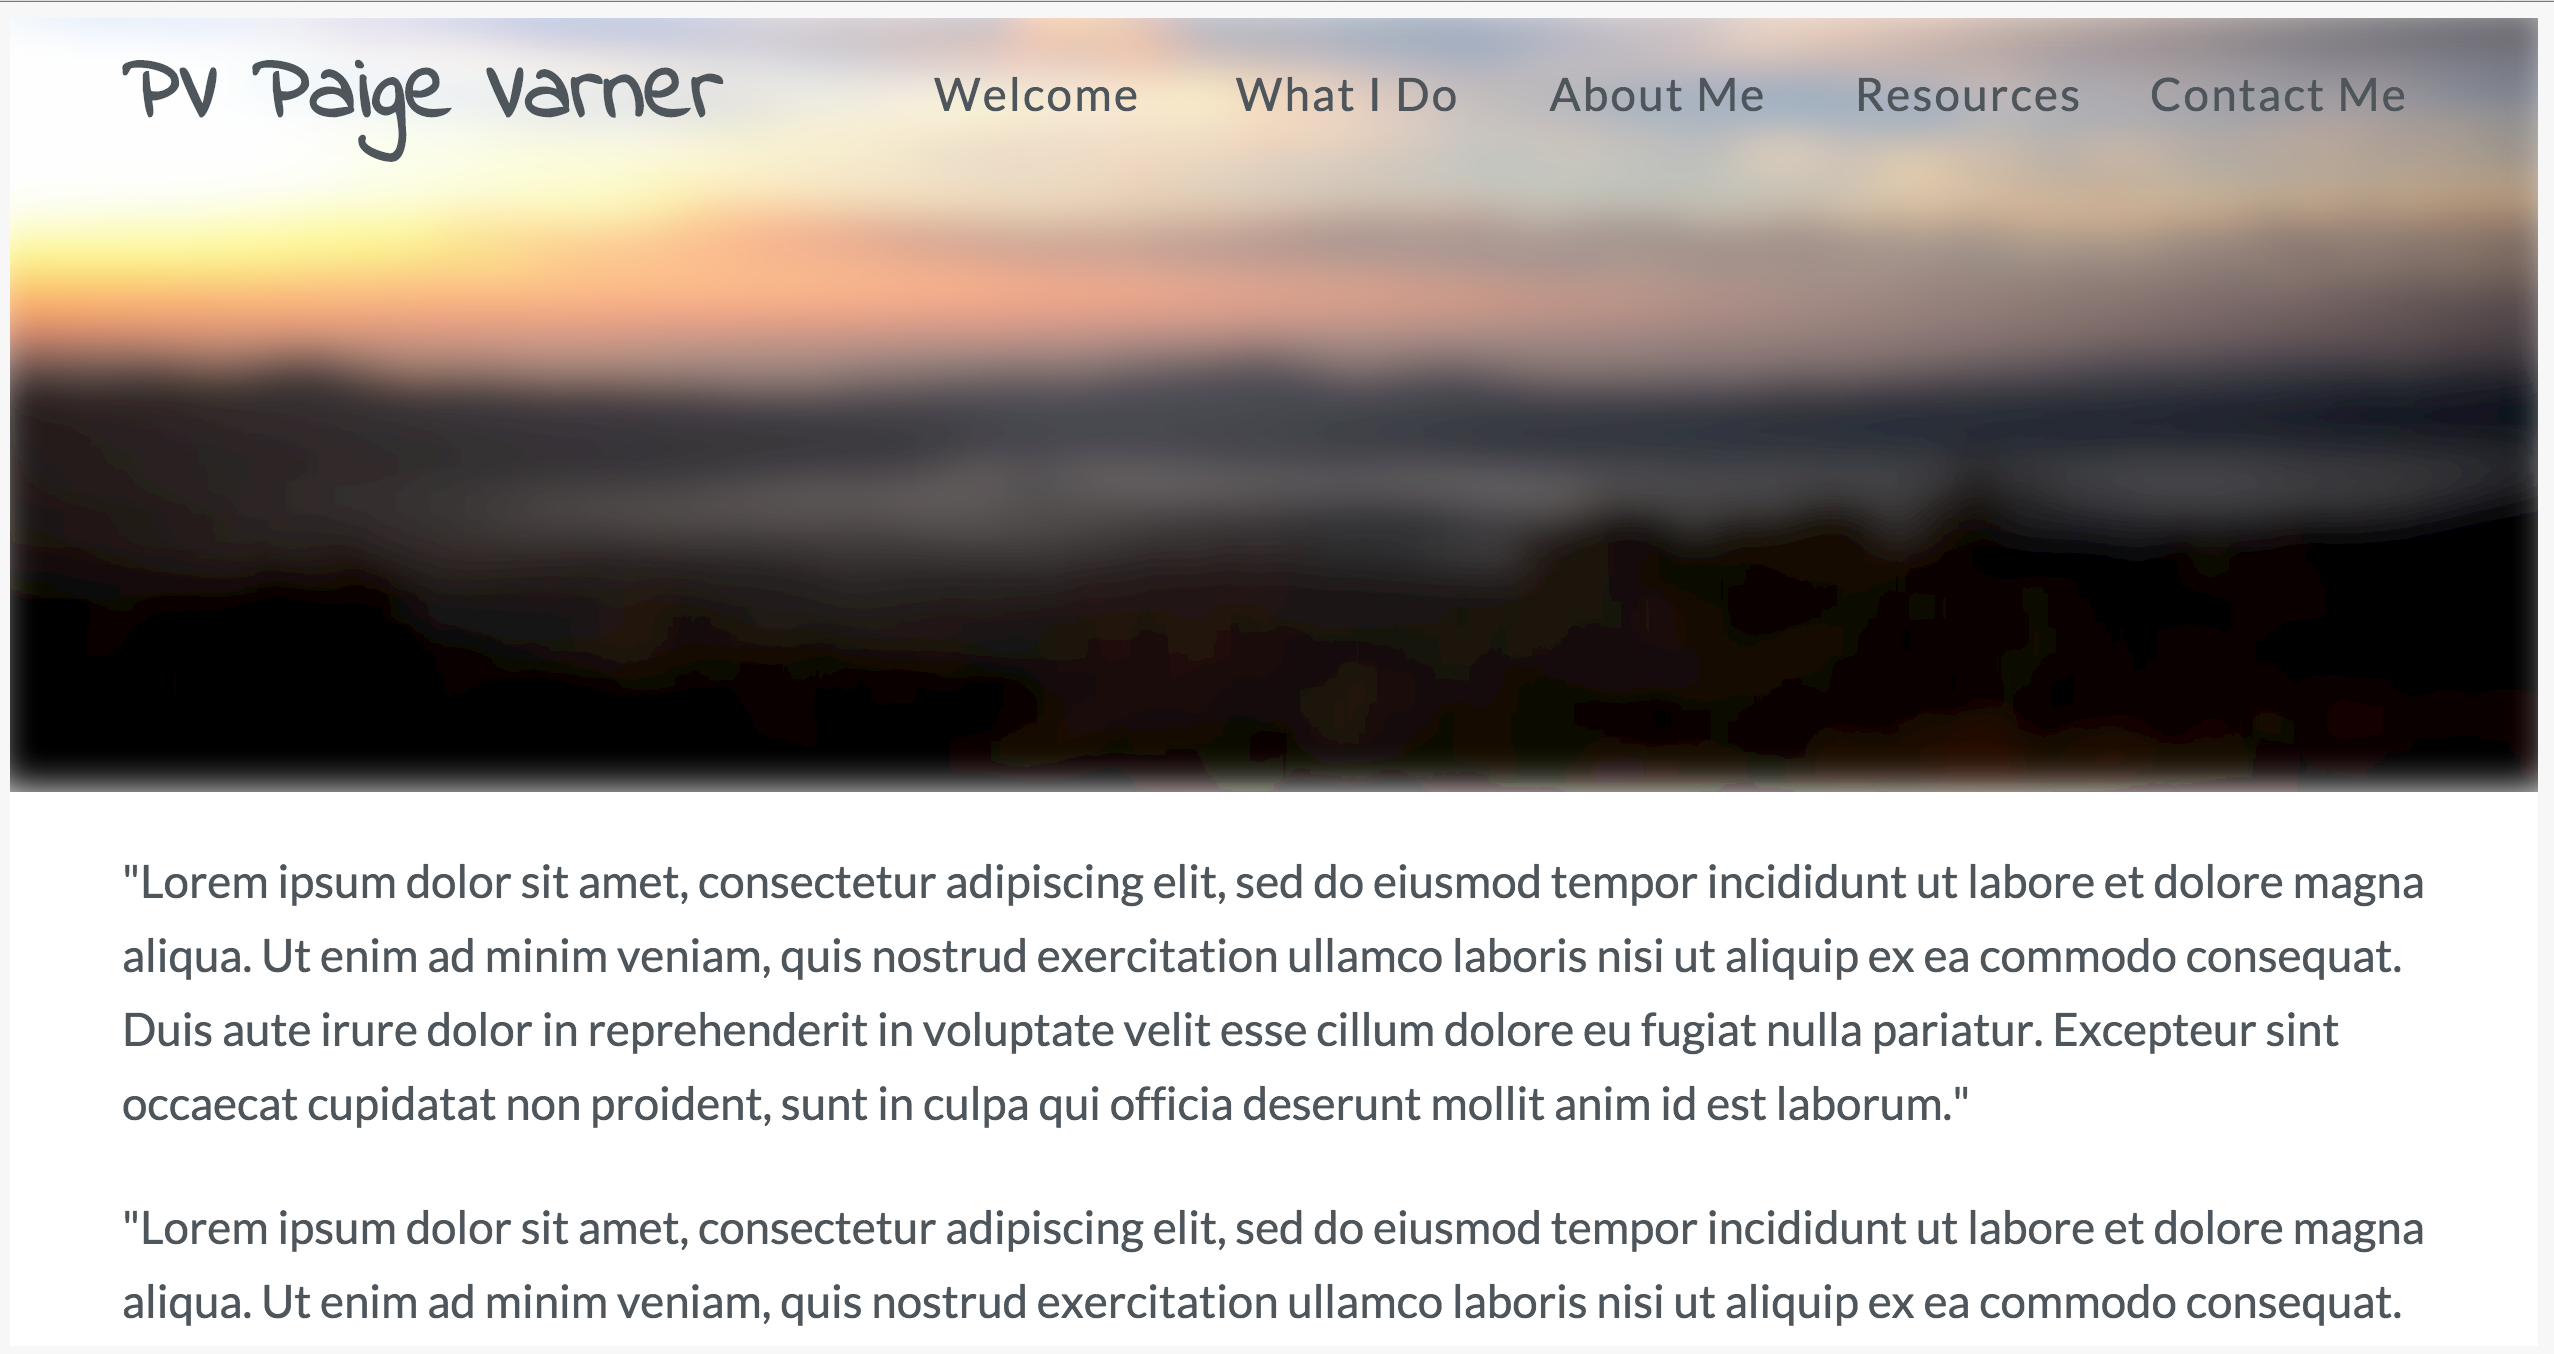 PV Paige Varner
Welcome What I Do About Me Resources Contact Me
"Lorem ipsum dolor sit amet, consectetur adipiscing elit, sed do eiusmod tempor incididunt ut labore et dolore magna
aliqua. Ut enim ad minim veniam, quis nostrud exercitation ullamco laboris nisi ut aliquip ex ea commodo consequat.
Duis aute irure dolor in reprehenderit in voluptate velit esse cillum dolore eu fugiat nulla pariatur. Excepteur sint
occaecat cupidatat non proident, sunt in culpa qui officia deserunt mollit anim id est laborum."
"Lorem ipsum dolor sit amet, consectetur adipiscing elit, sed do eiusmod tempor incididunt ut labore et dolore magna
aliqua. Ut enim ad minim veniam, quis nostrud exercitation ullamco laboris nisi ut aliquip ex ea commodo consequat.